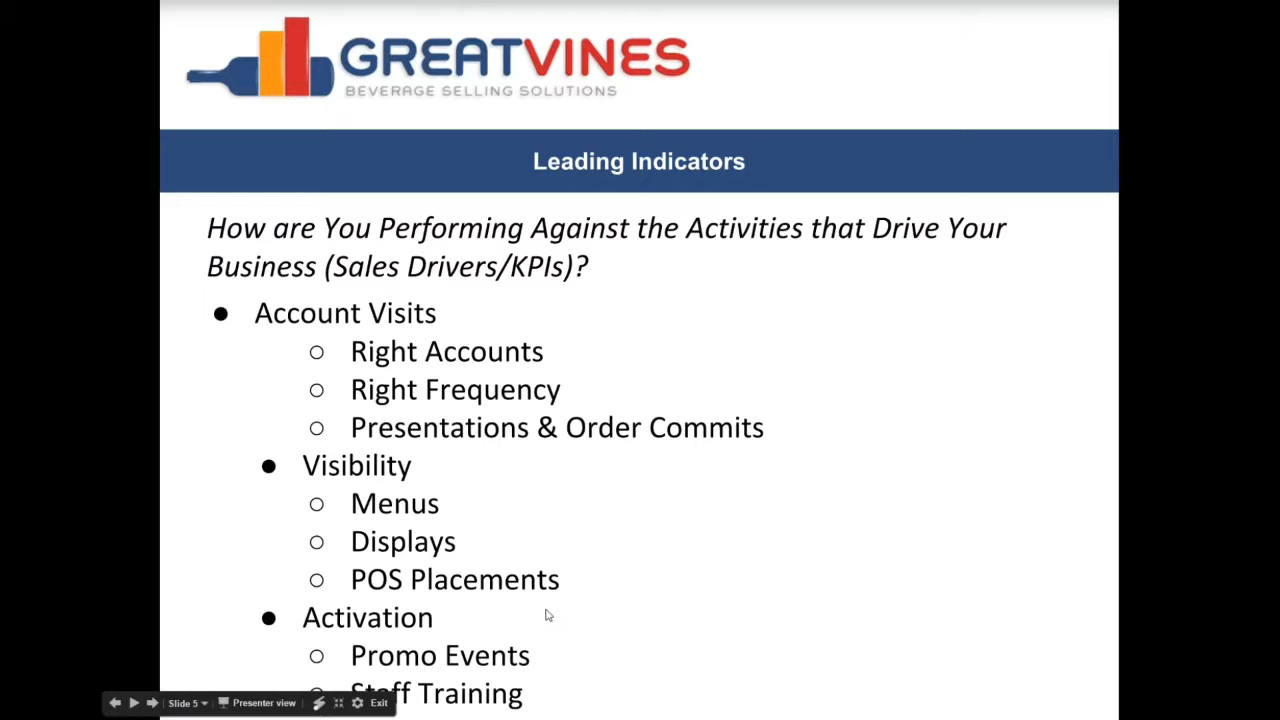 GREATVINES
BEVERAGE SELLING SOLUTIONS
Leading Indicators
How are You Performing Against the Activities that Drive Your
Business (Sales Drivers/KPIs)?
● Account Visits
○ Right Accounts
○ Right Frequency
○ Presentations & Order Commits
● Visibility
○ Menus
○ Displays
○ POS Placements
● Activation
○ Promo Events
○ Staff Training
Slide 5 Presenter view Exit